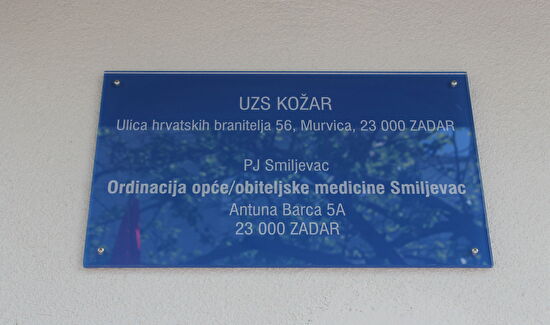 UZS KOŽAR
Ulica hrvatskih branitelja 56, Murvica, 23 000 ZADAR
PJ Smiljevac
Ordinacija opće/obiteljske medicine Smiljevac
Antuna Barca 5A
23 000 ZADAR